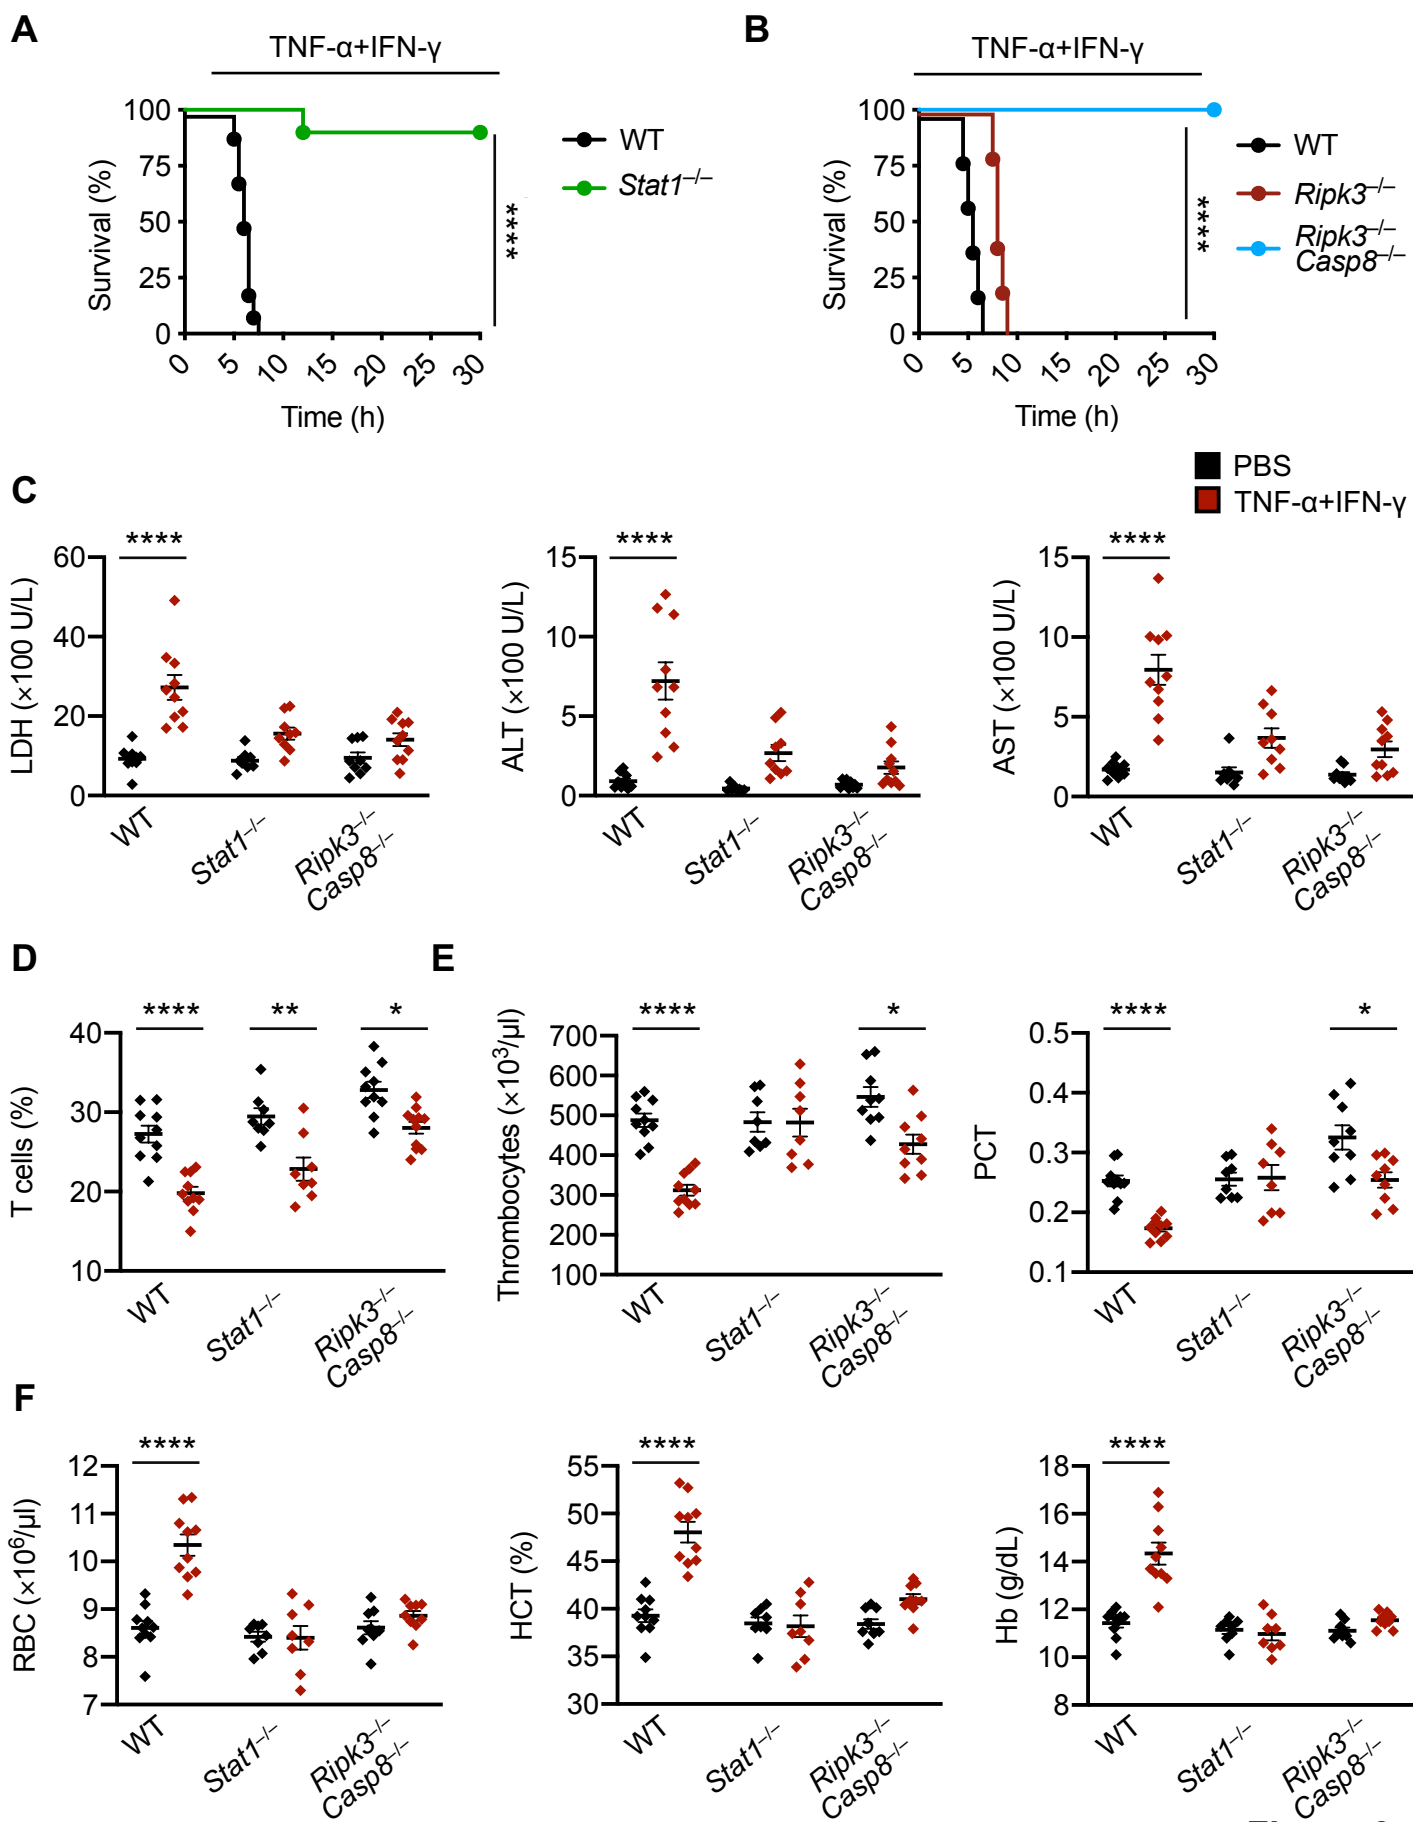 A
TNF-α+IFN-γ
100
75
50
25
0
Survival (%)
0 5 10 15 20 25 30
Time (h)
WT
Stat1–/–
****
B
TNF-α+IFN-γ
100
75
50
25
0
Survival (%)
0 5 10 15 20 25 30
Time (h)
WT
Ripk3–/–
Ripk3–/–
Casp8–/–
****
PBS
TNF-α+IFN-γ
C
****
60
40
20
0
LDH (×100 U/L)
WT
Stat1–/–
Ripk3–/–
Casp8–/–
****
15
10
5
0
ALT (×100 U/L)
WT
Stat1–/–
Ripk3–/–
Casp8–/–
****
15
10
5
0
AST (×100 U/L)
WT
Stat1–/–
Ripk3–/–
Casp8–/–
D
**** ** *
40
30
20
10
T cells (%)
WT
Stat1–/–
Ripk3–/–
Casp8–/–
E
**** *
700
600
500
400
300
200
100
Thrombocytes (×103/μl)
WT
Stat1–/–
Ripk3–/–
Casp8–/–
**** *
0.5
0.4
0.3
0.2
0.1
PCT
WT
Stat1–/–
Ripk3–/–
Casp8–/–
F
****
12
11
10
9
8
7
RBC (×106/μl)
WT
Stat1–/–
Ripk3–/–
Casp8–/–
****
55
50
45
40
35
30
HCT (%)
WT
Stat1–/–
Ripk3–/–
Casp8–/–
****
18
16
14
12
10
8
Hb (g/dL)
WT
Stat1–/–
Ripk3–/–
Casp8–/–